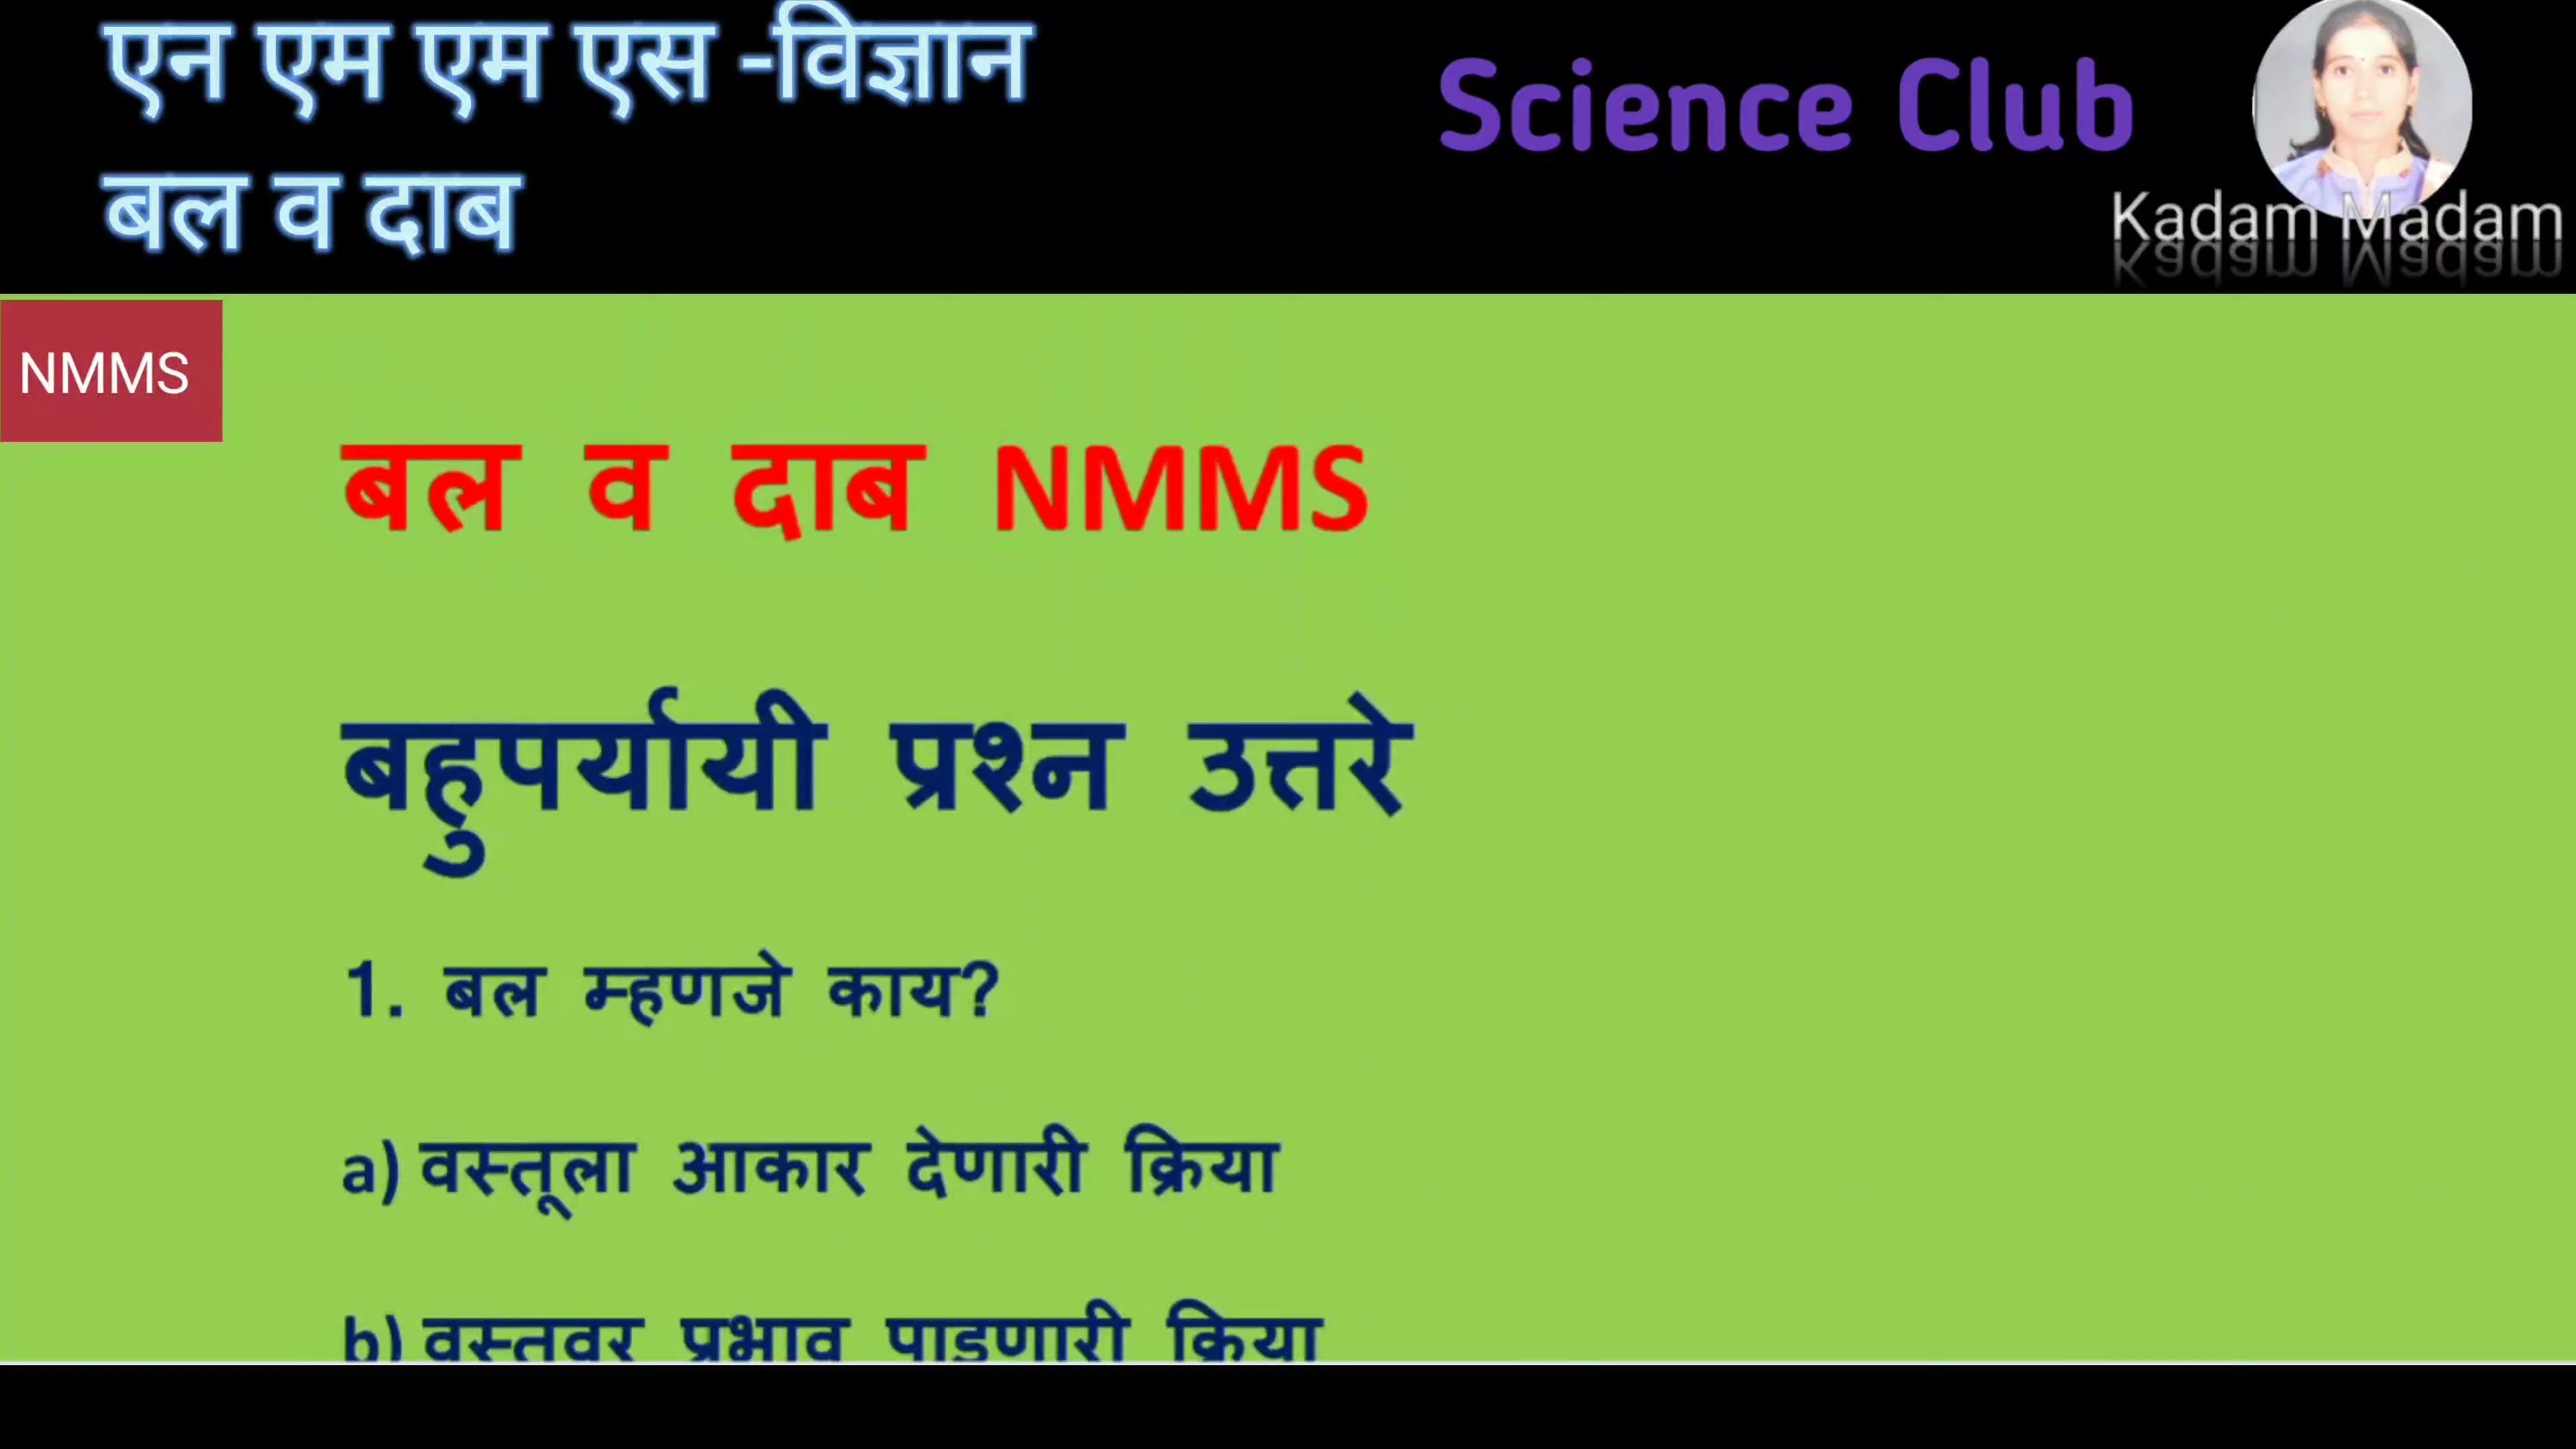 एन एम एम एस -विज्ञान
बल व दाब
Science Club
Kadam Madam
NMMS
बल व दाब NMMS
बहुपर्यायी प्रश्न उत्तरे
1. बल म्हणजे काय?
a) वस्तूला आकार देणारी क्रिया
b) वस्तूवर प्रभाव पाडणारी क्रिया